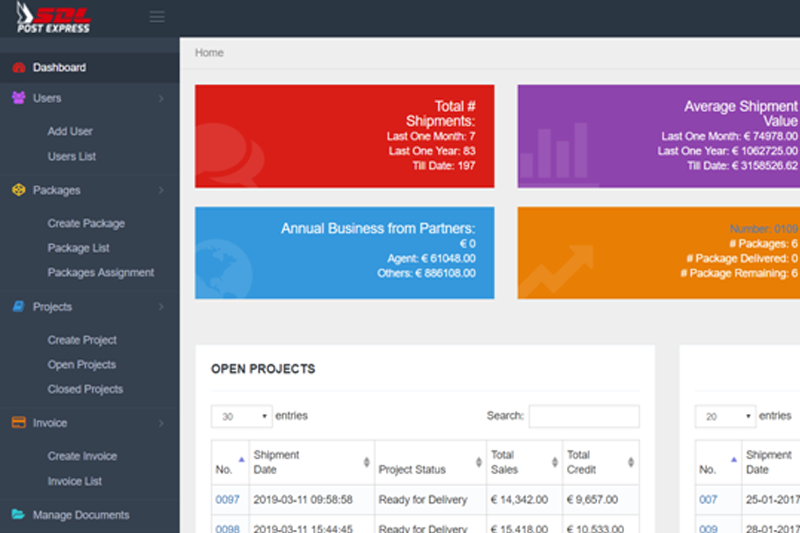 SDL
POST EXPRESS
Home
Dashboard
Users
Add User
Users List
Packages
Create Package
Package List
Packages Assignment
Projects
Create Project
Open Projects
Closed Projects
Invoice
Create Invoice
Invoice List
Manage Documents
Total #
Shipments:
Last One Month: 7
Last One Year: 83
Till Date: 197
Average Shipment
Value
Last One Month: € 74978.00
Last One Year: € 1062725.00
Till Date: € 3158526.62
Annual Business from Partners:
€ 0
Agent: € 61048.00
Others: € 886108.00
Number: 0109
# Packages: 6
# Package Delivered: 0
# Package Remaining: 6
OPEN PROJECTS
30 entries Search:
No. Shipment Date Project Status Total Sales Total Credit
0097 2019-03-11 09:58:58 Ready for Delivery € 14,342.00 € 9,657.00
0098 2019-03-11 15:44:45 Ready for Delivery € 15,418.00 € 10,533.00
20 entries
No. Shipment Date
007 25-01-2017
009 28-01-2017